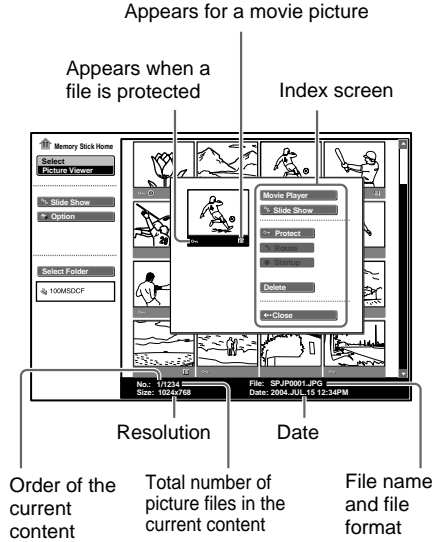 Appears for a movie picture
Appears when a
file is protected
Index screen
Memory Stick Home
Select
Picture Viewer
Slide Show
Option
Select Folder
100MSDCF
Movie Player
Slide Show
Protect
Rotate
Startup
Delete
Close
No.: 1/1234
File: SPJP0001.JPG
Size: 1024x768
Date: 2004.JUL.15 12:34PM
Resolution
Date
Order of the
current
content
Total number of
picture files in the
current content
File name
and file
format